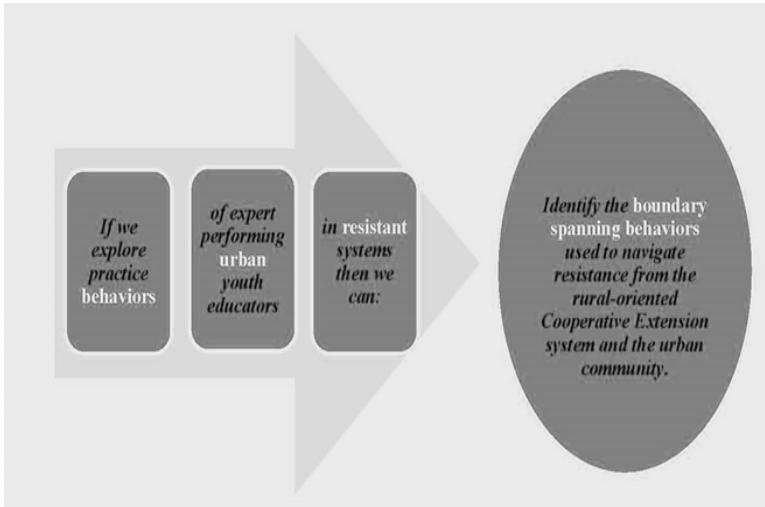 If we
explore
practice
behaviors
of expert
performing
urban
youth
educators
in resistant
systems
then we
can:
Identify the boundary
spanning behaviors
used to navigate
resistance from the
rural-oriented
Cooperative Extension
system and the urban
community.